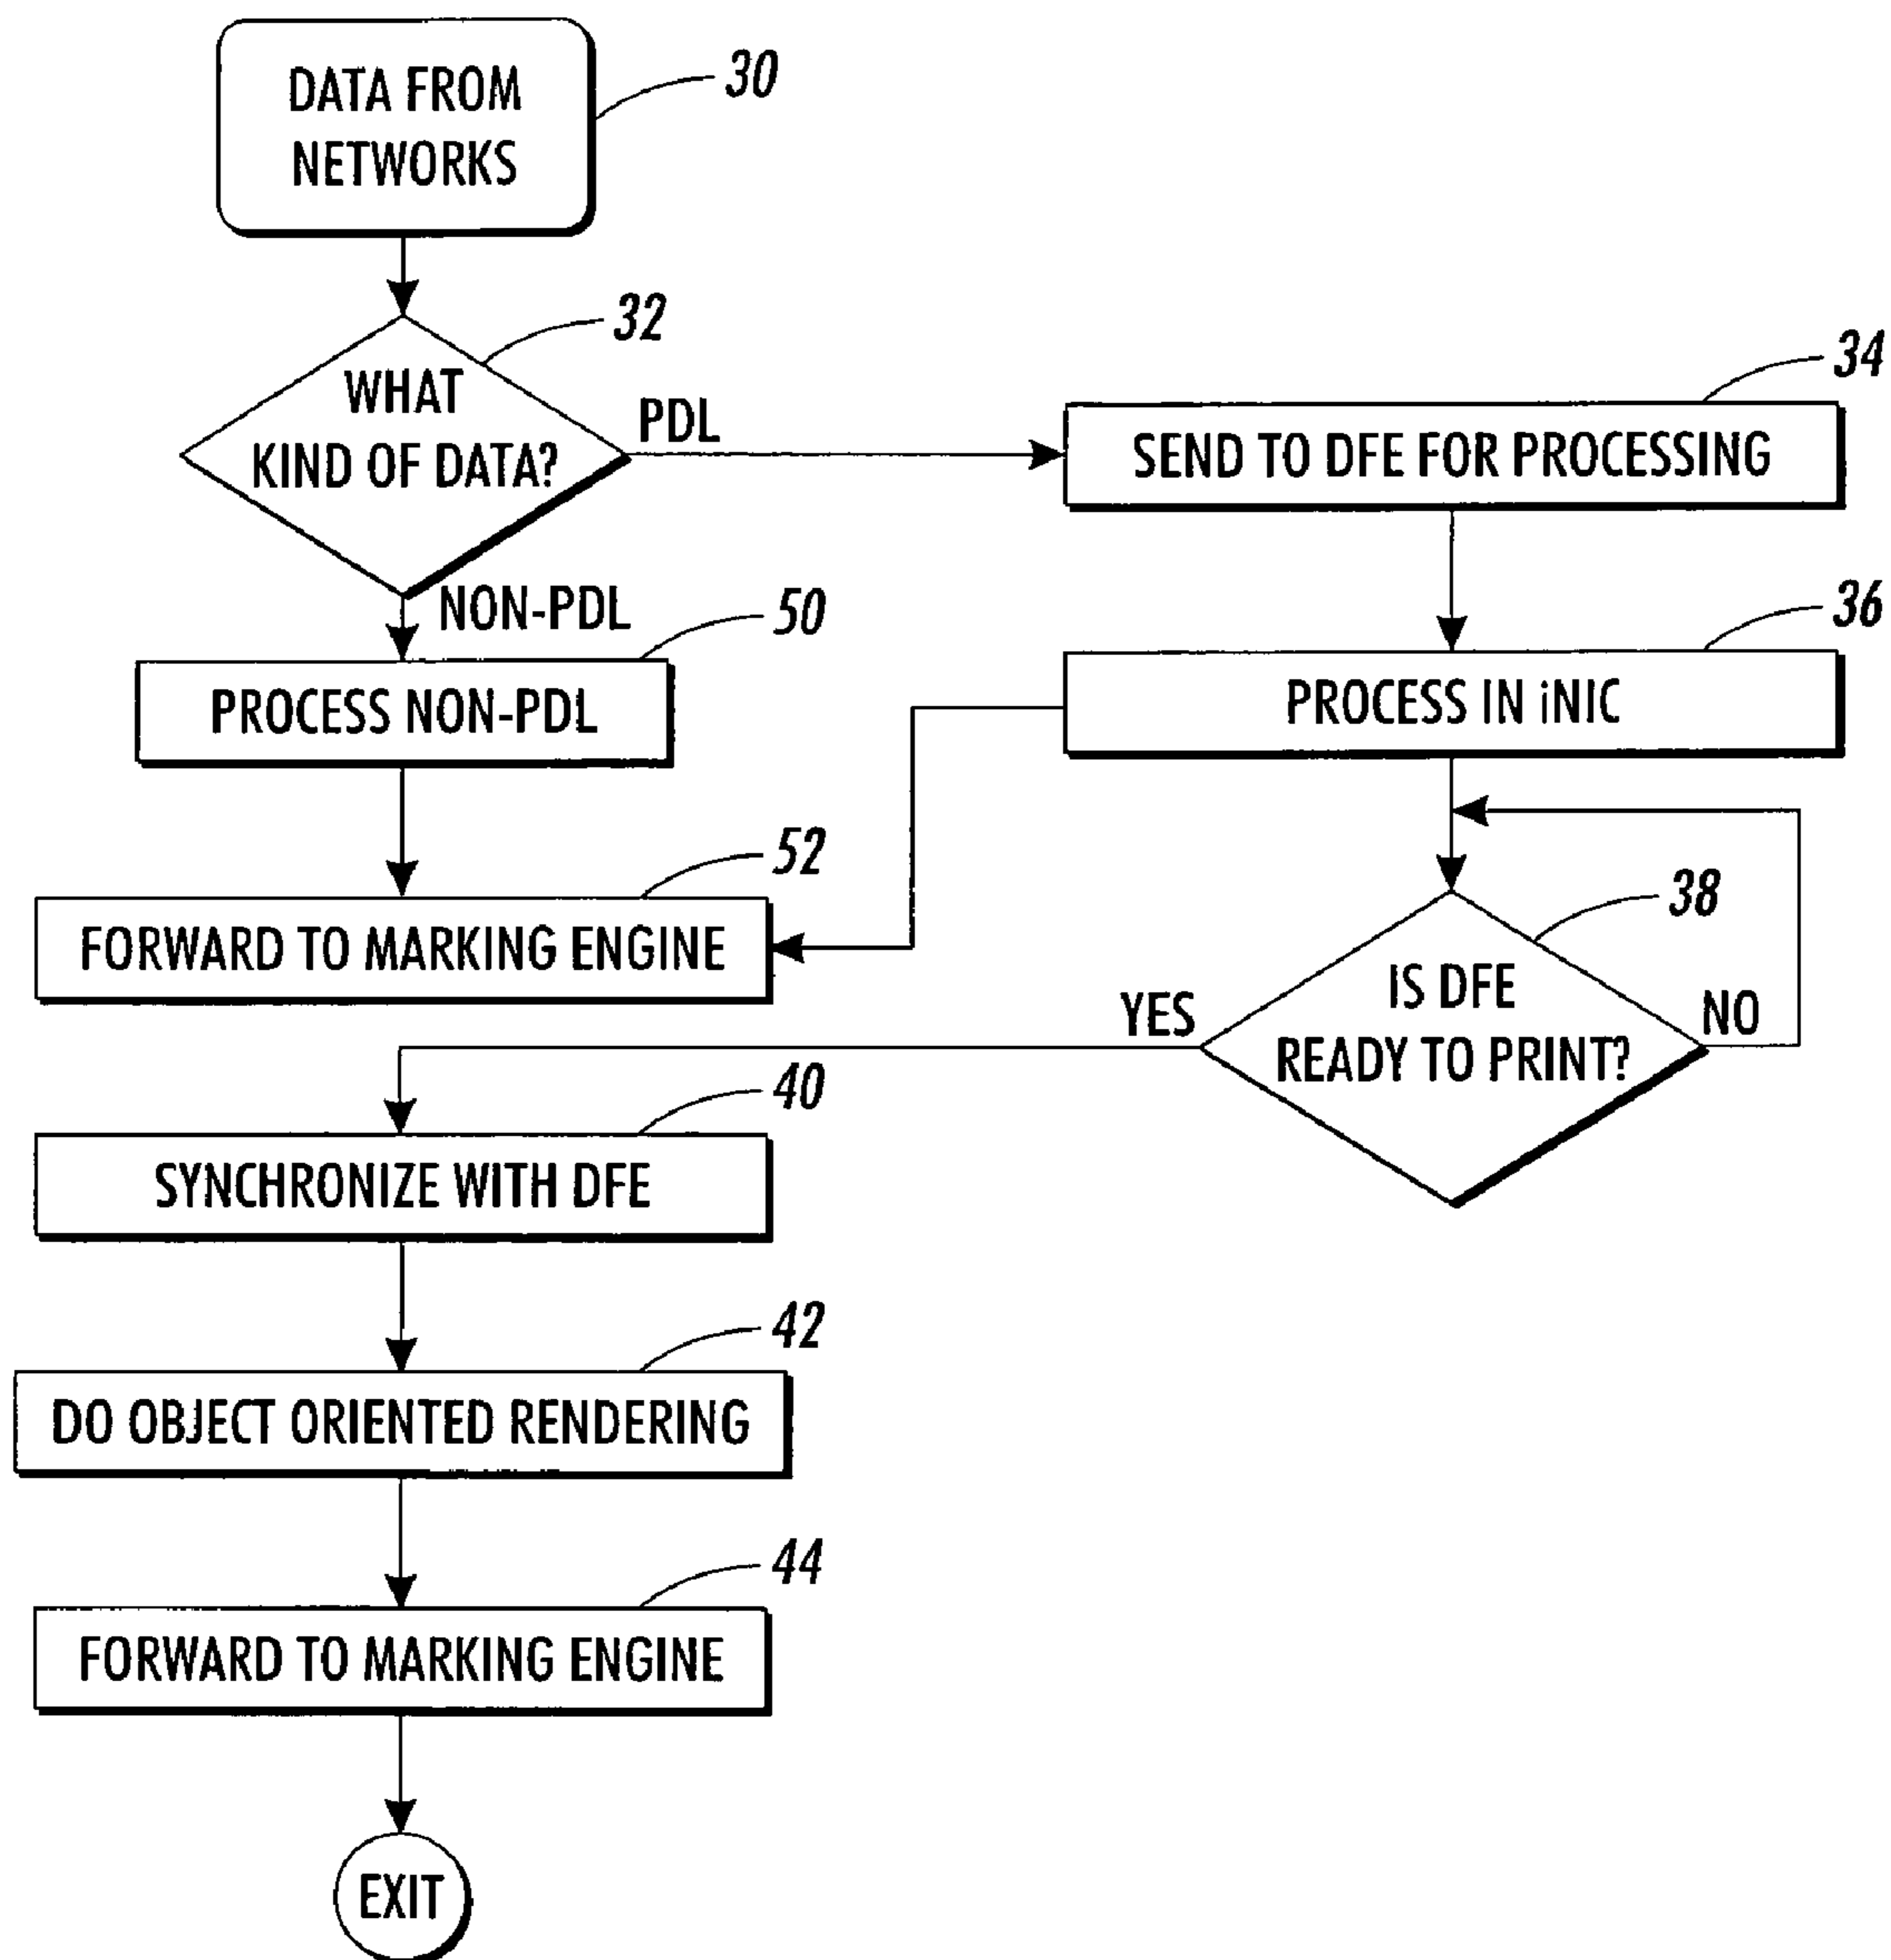 DATA FROM
NETWORKS
30
WHAT
KIND OF DATA?
32
PDL
SEND TO DFE FOR PROCESSING
34
NON-PDL
PROCESS NON-PDL
50
PROCESS IN iNIC
36
FORWARD TO MARKING ENGINE
52
IS DFE
READY TO PRINT?
38
YES
NO
SYNCHRONIZE WITH DFE
40
DO OBJECT ORIENTED RENDERING
42
FORWARD TO MARKING ENGINE
44
EXIT